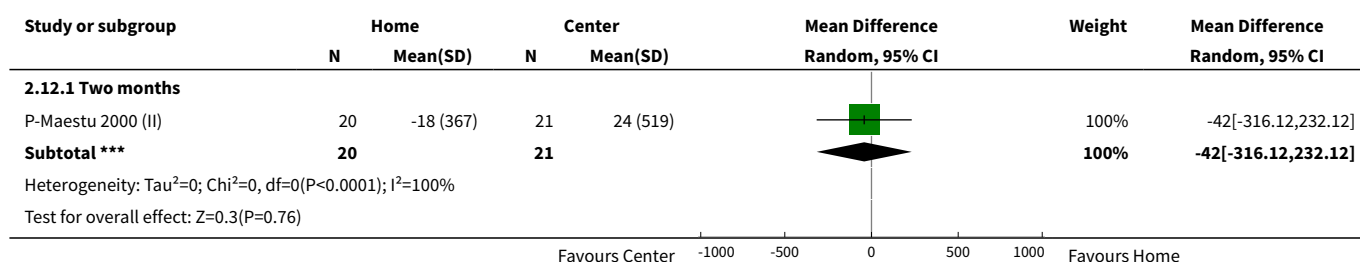 Study or subgroup Home Center Mean Difference Weight Mean Difference
N Mean(SD) N Mean(SD) Random, 95% CI Random, 95% CI
2.12.1 Two months
P-Maestu 2000 (II) 20 -18 (367) 21 24 (519) 100% -42[-316.12,232.12]
Subtotal *** 20 21 100% -42[-316.12,232.12]
Heterogeneity: Tau²=0; Chi²=0, df=0(P<0.0001); I²=100%
Test for overall effect: Z=0.3(P=0.76)
Favours Center -1000 -500 0 500 1000 Favours Home